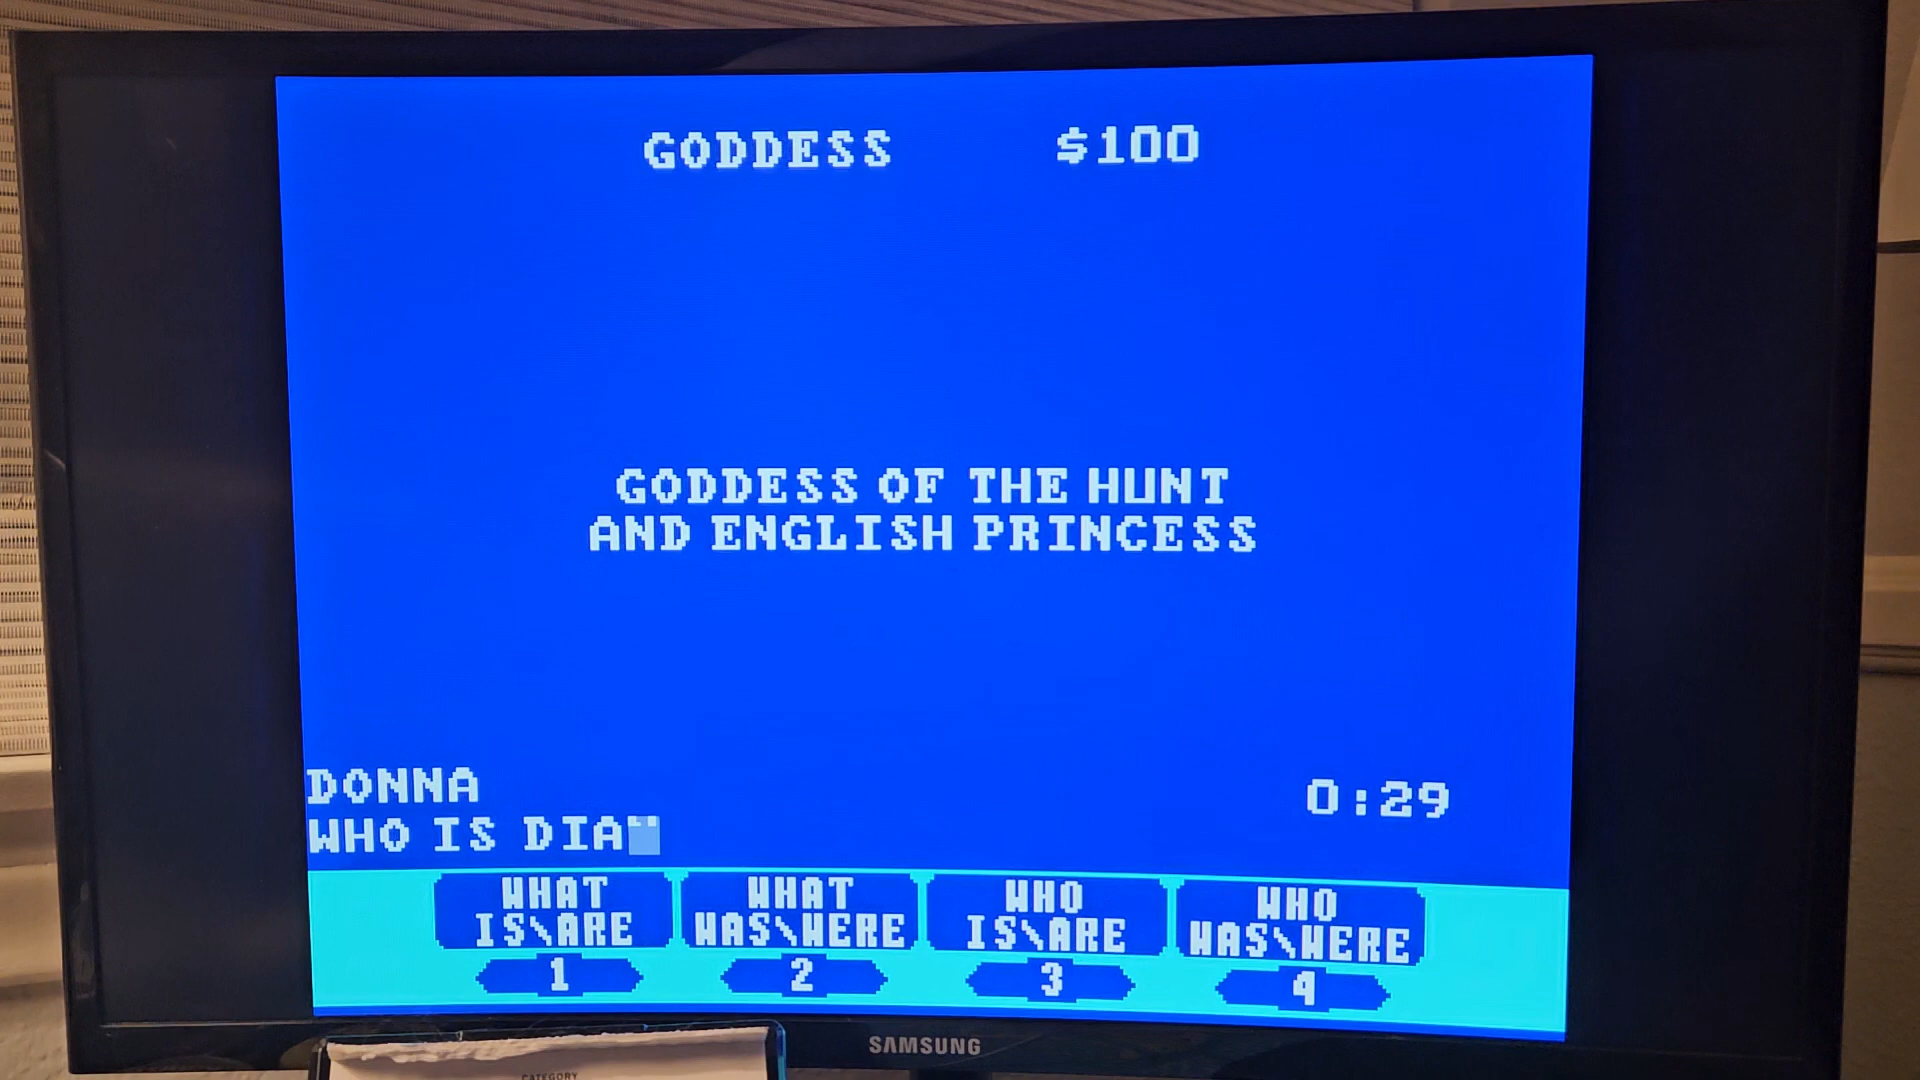 GODDESS $100
GODDESS OF THE HUNT
AND ENGLISH PRINCESS
DONNA
0:29
WHO IS DIA
WHAT IS\ARE
WHAT WAS\WERE
WHO IS\ARE
WHO WAS\WERE
1 2 3 4
SAMSUNG
CATEGORY